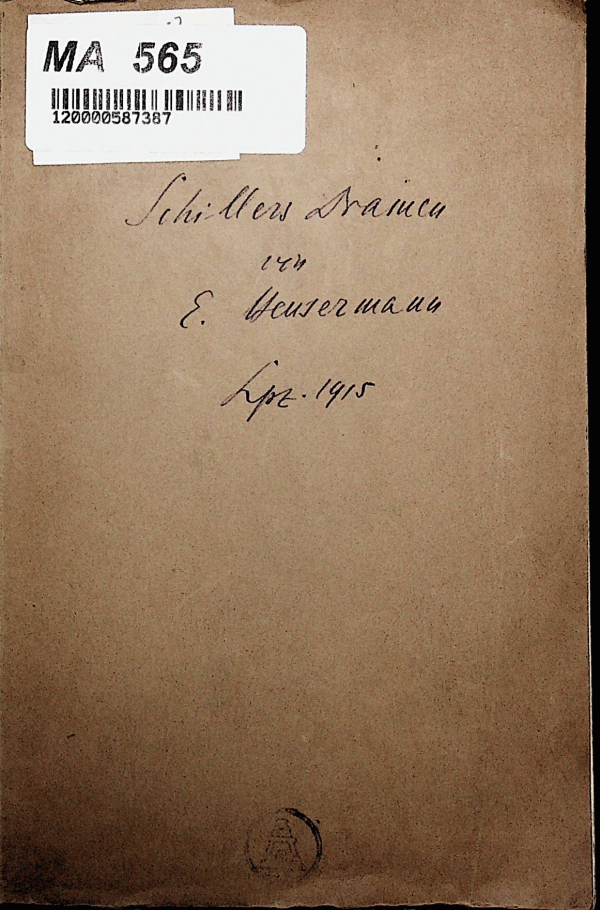 MA 565
120000587387
Schillers Dramen
von
E. Heusermann
Lpz. 1915